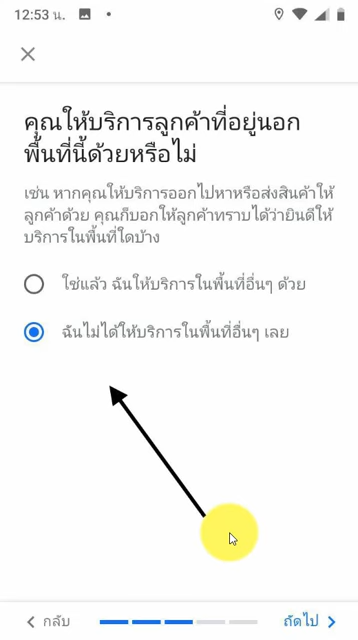 12:53 น.
คุณให้บริการลูกค้าที่อยู่นอก
พื้นที่นี้ด้วยหรือไม่
เช่น หากคุณให้บริการออกไปหาหรือส่งสินค้าให้
ลูกค้าด้วย คุณก็บอกให้ลูกค้าทราบได้ว่ายินดีให้
บริการในพื้นที่ใดบ้าง
ใช่แล้ว ฉันให้บริการในพื้นที่อื่นๆ ด้วย
ฉันไม่ได้ให้บริการในพื้นที่อื่นๆ เลย
กลับ
ถัดไป